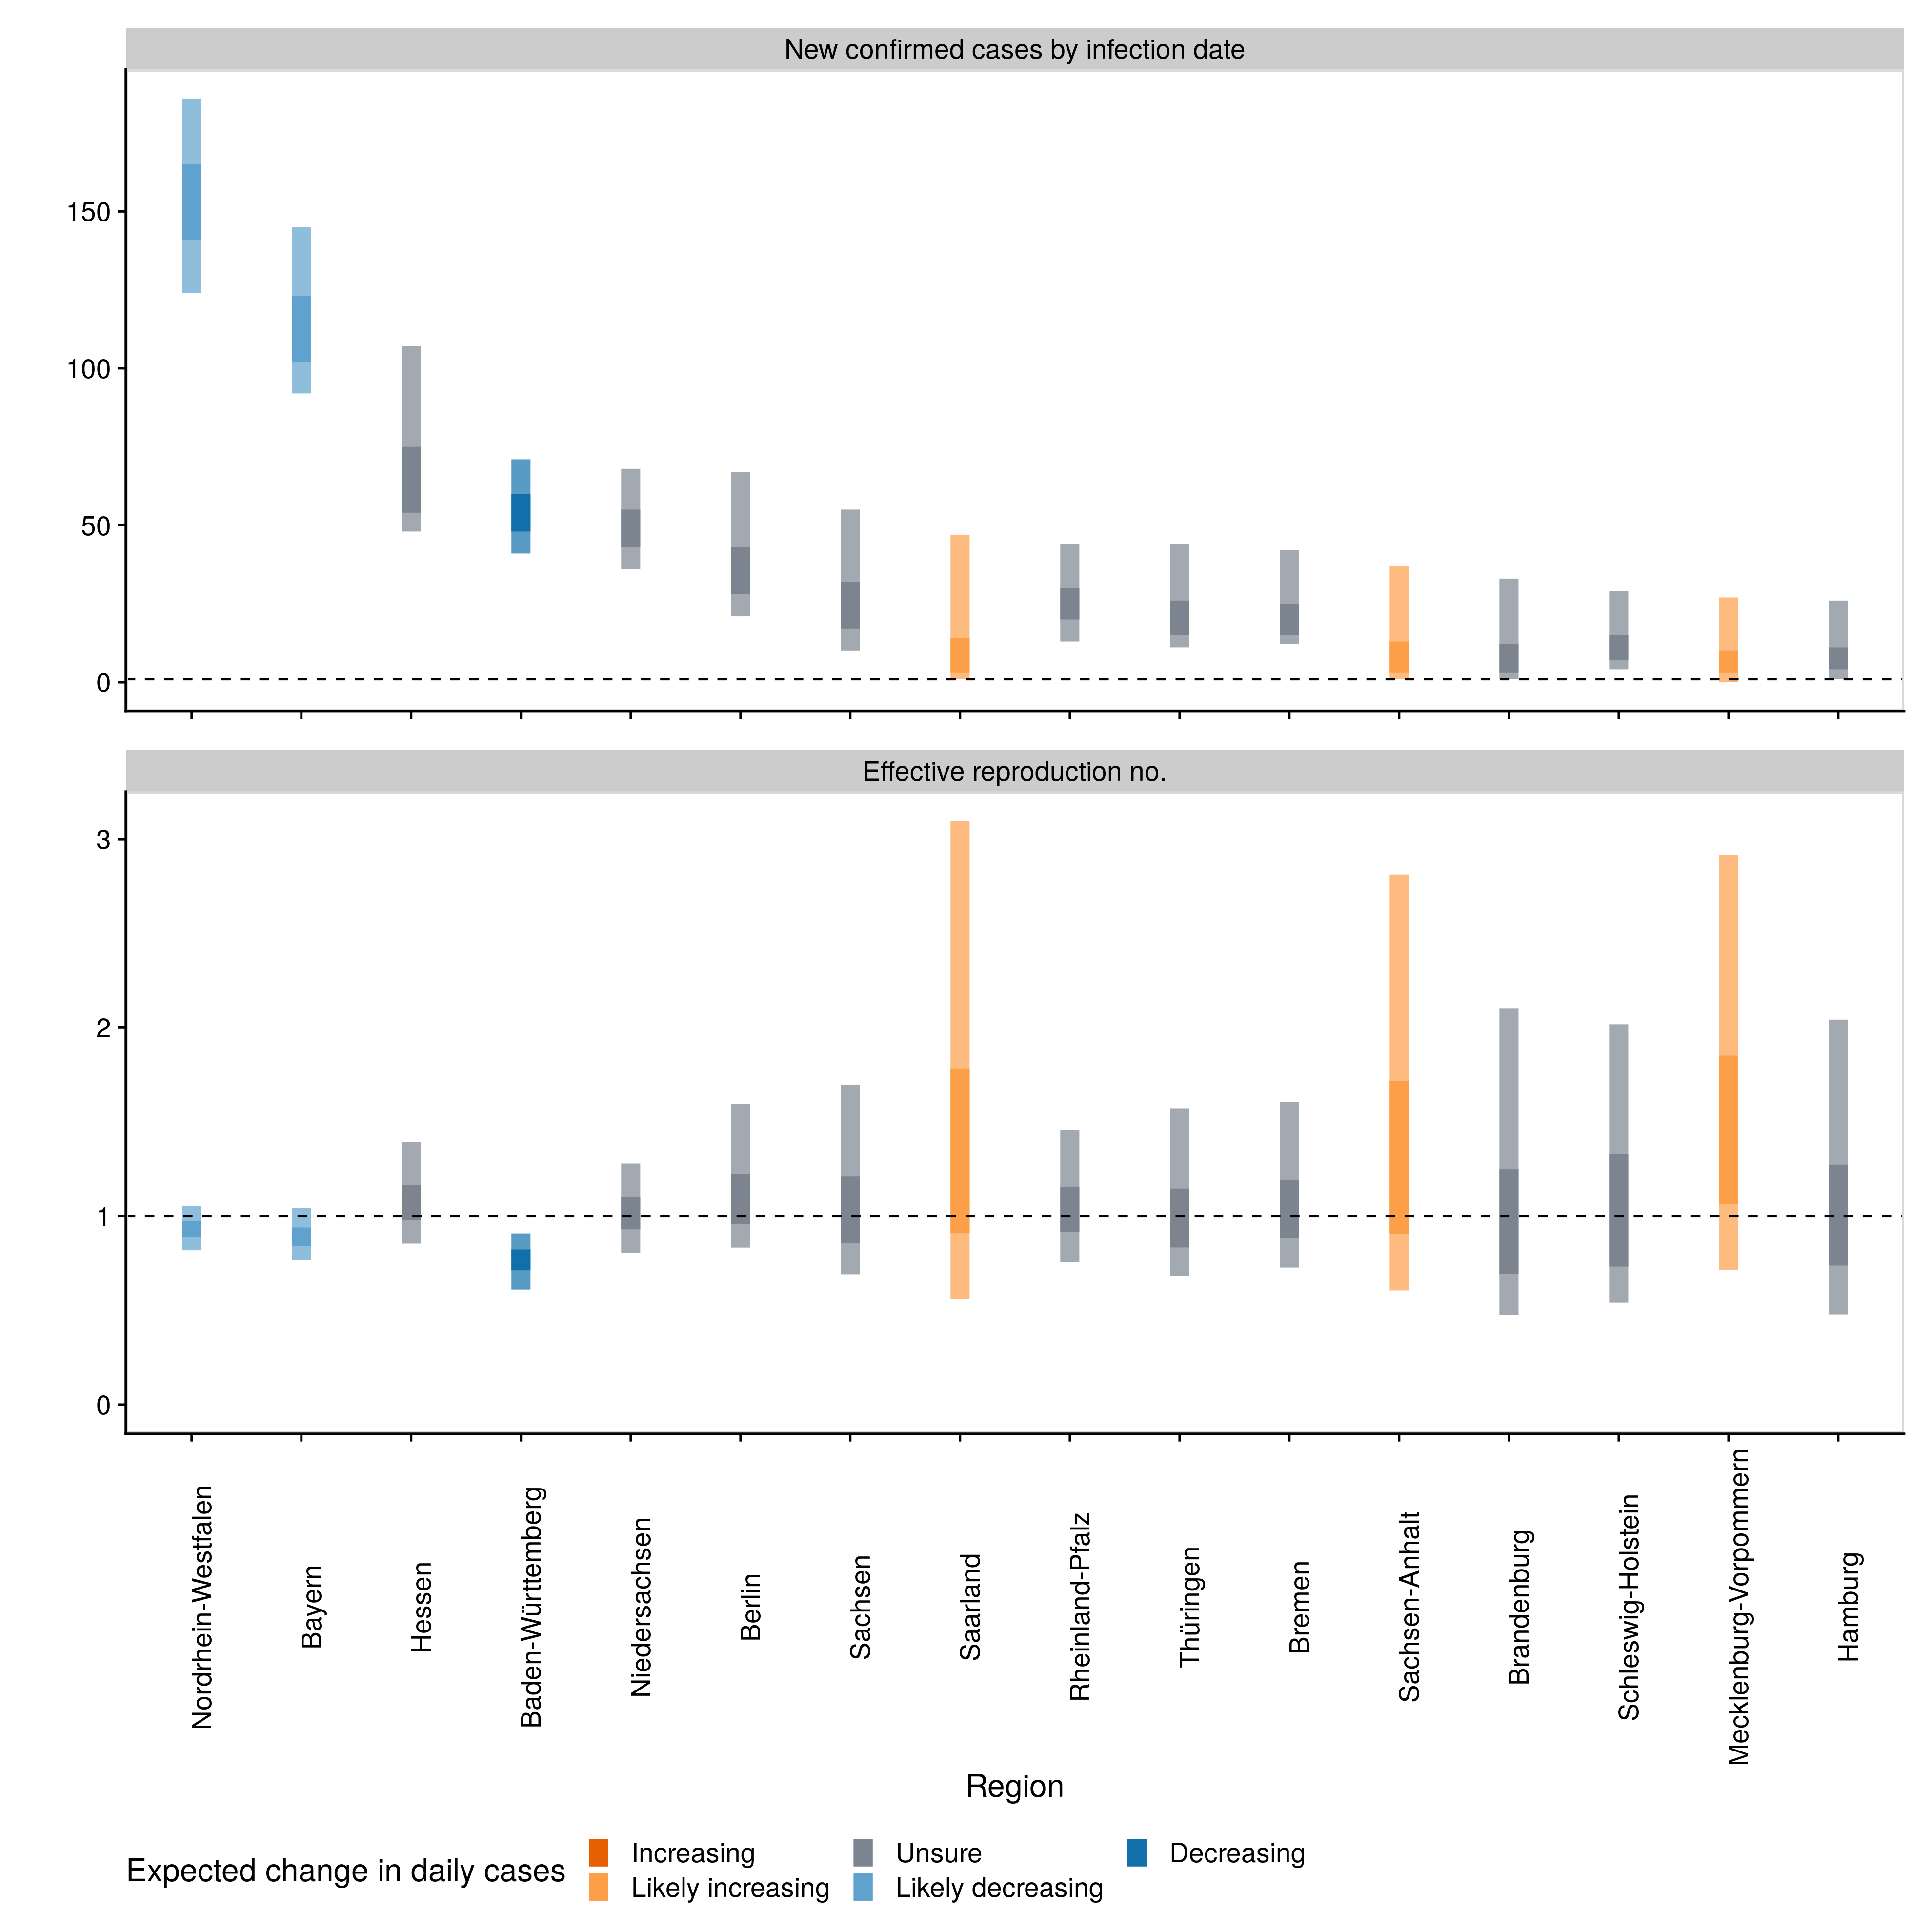 New confirmed cases by infection date
150
100
50
0
Effective reproduction no.
3
2
1
0
Nordrhein-Westfalen
Bayern
Hessen
Baden-Württemberg
Niedersachsen
Berlin
Sachsen
Saarland
Rheinland-Pfalz
Thüringen
Bremen
Sachsen-Anhalt
Brandenburg
Schleswig-Holstein
Mecklenburg-Vorpommern
Hamburg
Region
Expected change in daily cases
Increasing
Unsure
Decreasing
Likely increasing
Likely decreasing